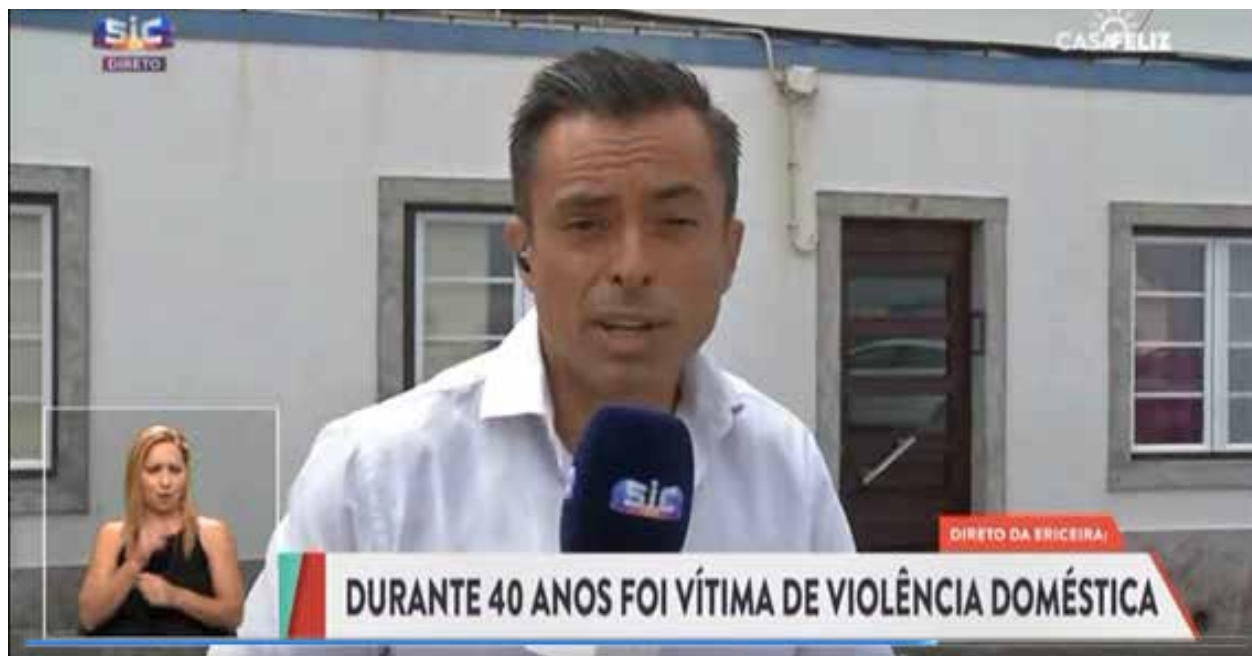 SIC
DIRETO
CASA FELIZ
SIC
DIRETO DA ERICEIRA:
DURANTE 40 ANOS FOI VÍTIMA DE VIOLÊNCIA DOMÉSTICA